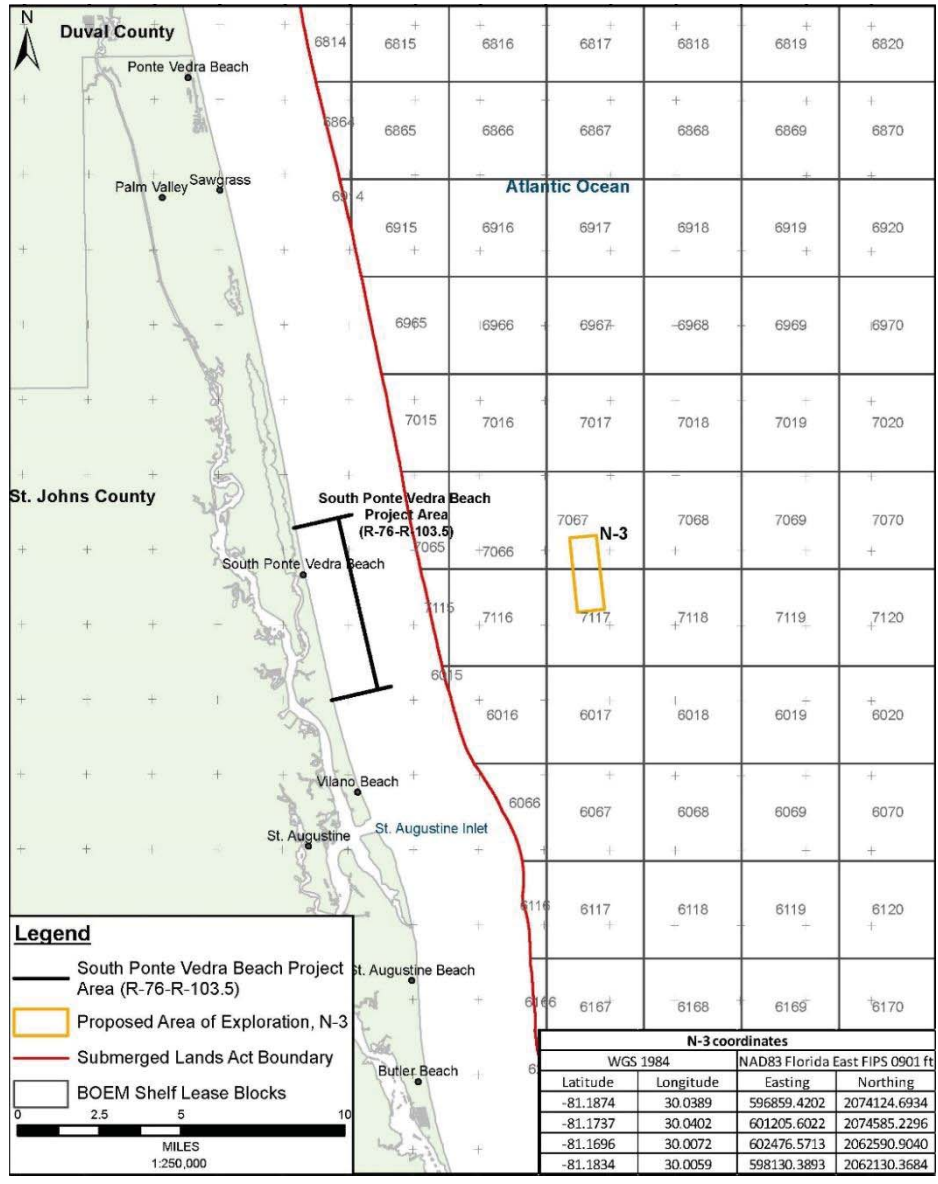 N
Duval County
Ponte Vedra Beach
Palm Valley
Sawgrass
Atlantic Ocean
St. Johns County
South Ponte Vedra Beach
Project Area
(R-76-R-103.5)
South Ponte Vedra Beach
N-3
Vilano Beach
St. Augustine
St. Augustine Inlet
St. Augustine Beach
Butler Beach
6814 6815 6816 6817 6818 6819 6820
6864 6865 6866 6867 6868 6869 6870
6914
6915 6916 6917 6918 6919 6920
6965 6966 6967 6968 6969 6970
7015 7016 7017 7018 7019 7020
7067 7068 7069 7070
7065 7066
7115 7116 7117 7118 7119 7120
6015
6016 6017 6018 6019 6020
6066 6067 6068 6069 6070
6116 6117 6118 6119 6120
6166 6167 6168 6169 6170
Legend
South Ponte Vedra Beach Project
Area (R-76-R-103.5)
Proposed Area of Exploration, N-3
Submerged Lands Act Boundary
BOEM Shelf Lease Blocks
0 2.5 5 10
MILES
1:250,000
N-3 coordinates
WGS 1984 NAD83 Florida East FIPS 0901 ft
Latitude Longitude Easting Northing
-81.1874 30.0389 596859.4202 2074124.6934
-81.1737 30.0402 601205.6022 2074585.2296
-81.1696 30.0072 602476.5713 2062590.9040
-81.1834 30.0059 598130.3893 2062130.3684